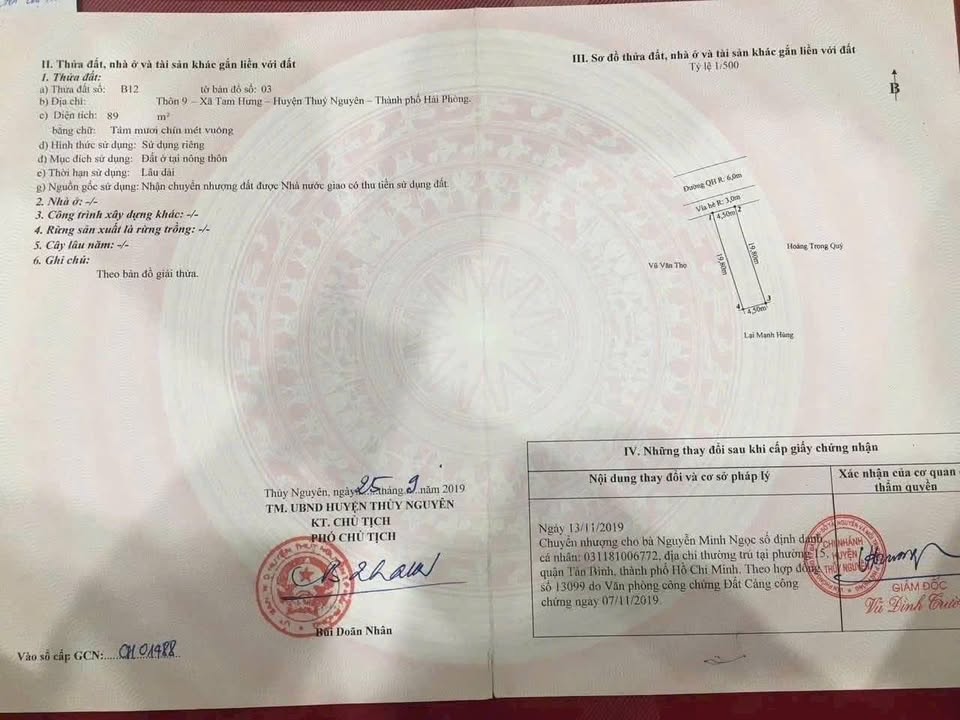 II. Thửa đất, nhà ở và tài sản khác gắn liền với đất
1. Thửa đất:
a) Thửa đất số: B12 tờ bản đồ số: 03
b) Địa chỉ: Thôn 9 – Xã Tam Hưng – Huyện Thuỷ Nguyên – Thành phố Hải Phòng.
c) Diện tích: 89 m²
bằng chữ: Tám mươi chín mét vuông
d) Hình thức sử dụng: Sử dụng riêng
đ) Mục đích sử dụng: Đất ở tại nông thôn
e) Thời hạn sử dụng: Lâu dài
g) Nguồn gốc sử dụng: Nhận chuyển nhượng đất được Nhà nước giao có thu tiền sử dụng đất.
2. Nhà ở: -/-
3. Công trình xây dựng khác: -/-
4. Rừng sản xuất là rừng trồng: -/-
5. Cây lâu năm: -/-
6. Ghi chú:
Theo bản đồ giải thửa.
Thủy Nguyên, ngày 25 tháng 9 năm 2019
TM. UBND HUYỆN THỦY NGUYÊN
KT. CHỦ TỊCH
PHÓ CHỦ TỊCH
Bùi Doãn Nhân
Vào sổ cấp GCN:.....CH 01488
III. Sơ đồ thửa đất, nhà ở và tài sản khác gắn liền với đất
Tỷ lệ 1/500
B
Đường QH R: 6,0m
Vỉa hè R: 3,0m
1 2
4,50m
19,80m
19,80m
Hoàng Trọng Quý
Vũ Văn Thọ
4 3
4,50m
Lại Mạnh Hùng
IV. Những thay đổi sau khi cấp giấy chứng nhận
Nội dung thay đổi và cơ sở pháp lý
Xác nhận của cơ quan
thẩm quyền
Ngày 13/11/2019
Chuyển nhượng cho bà Nguyễn Minh Ngọc số định danh
cá nhân: 031181006772, địa chỉ thường trú tại phường 15,
quận Tân Bình, thành phố Hồ Chí Minh. Theo hợp đồng
số 13099 do Văn phòng công chứng Đất Cảng công
chứng ngày 07/11/2019.
CHI NHÁNH
HUYỆN
THỦY NGUYÊN
GIÁM ĐỐC
Vũ Đình